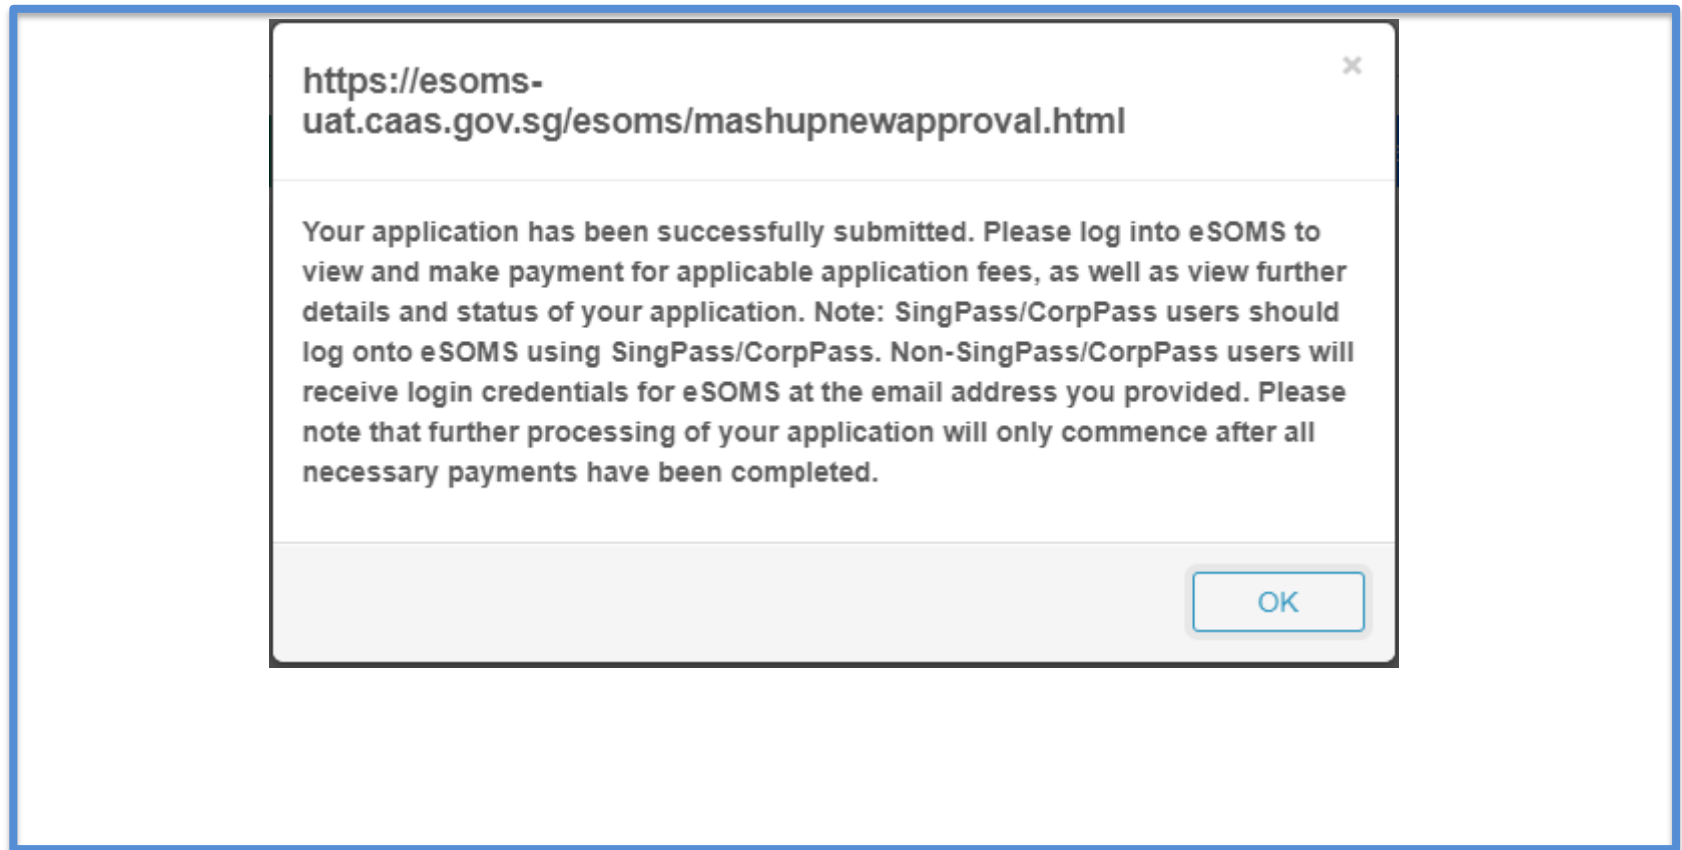 https://esoms-
uat.caas.gov.sg/esoms/mashupnewapproval.html
×
Your application has been successfully submitted. Please log into eSOMS to
view and make payment for applicable application fees, as well as view further
details and status of your application. Note: SingPass/CorpPass users should
log onto eSOMS using SingPass/CorpPass. Non-SingPass/CorpPass users will
receive login credentials for eSOMS at the email address you provided. Please
note that further processing of your application will only commence after all
necessary payments have been completed.
OK